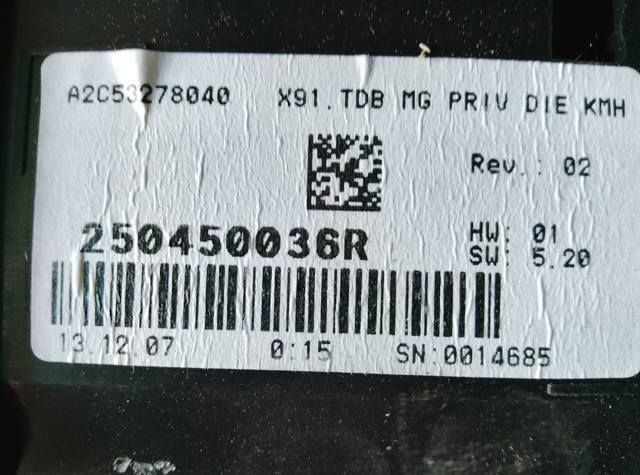 A2C53278040 X91.TDB MG PRIV DIE KMH
Rev.: 02
250450036R
HW: 01
SW: 5.20
13.12.07 0:15 SN:0014685